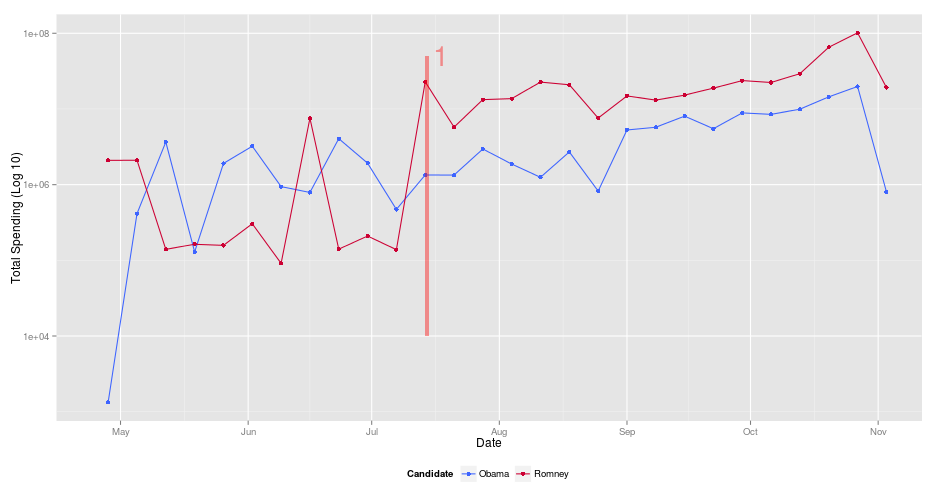 1
1e+08
1e+06
1e+04
Total Spending (Log 10)
May Jun Jul Aug Sep Oct Nov
Date
Candidate Obama Romney